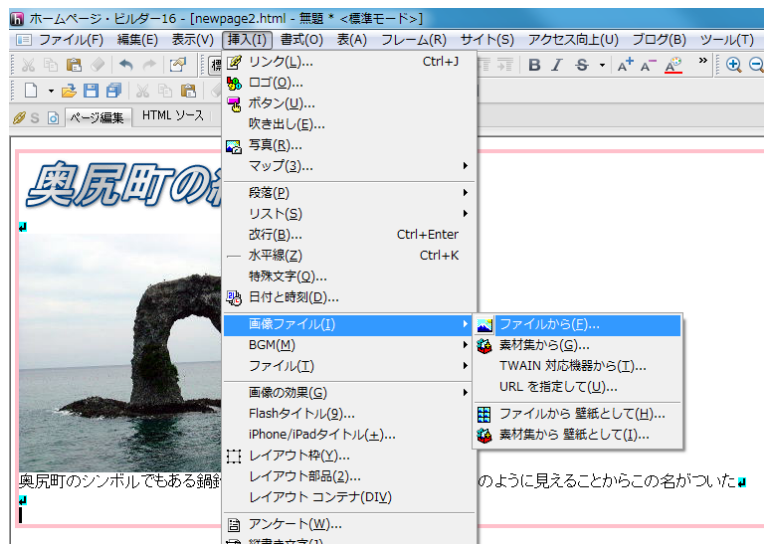 ホームページ・ビルダー16 - [newpage2.html - 無題 * <標準モード>]
ファイル(F) 編集(E) 表示(V) 挿入(I) 書式(O) 表(A) フレーム(R) サイト(S) アクセス向上(U) ブログ(B) ツール(T)
B I S A+ A- A »
S ページ編集 HTML ソース
リンク(L)... Ctrl+J
ロゴ(O)...
ボタン(U)...
吹き出し(E)...
写真(R)...
マップ(3)...
段落(P)
リスト(S)
改行(B)... Ctrl+Enter
水平線(Z) Ctrl+K
特殊文字(Q)...
日付と時刻(D)...
画像ファイル(I)
BGM(M)
ファイル(T)
画像の効果(G)
Flashタイトル(9)...
iPhone/iPadタイトル(+)...
レイアウト枠(Y)...
レイアウト部品(2)...
レイアウト コンテナ(DIV)
アンケート(W)...
縦書き文字(J)...
ファイルから(F)...
素材集から(G)...
TWAIN 対応機器から(T)...
URL を指定して(U)...
ファイルから 壁紙として(H)...
素材集から 壁紙として(I)...
奥尻町の
奥尻町のシンボルでもある鍋 のように見えることからこの名がついた